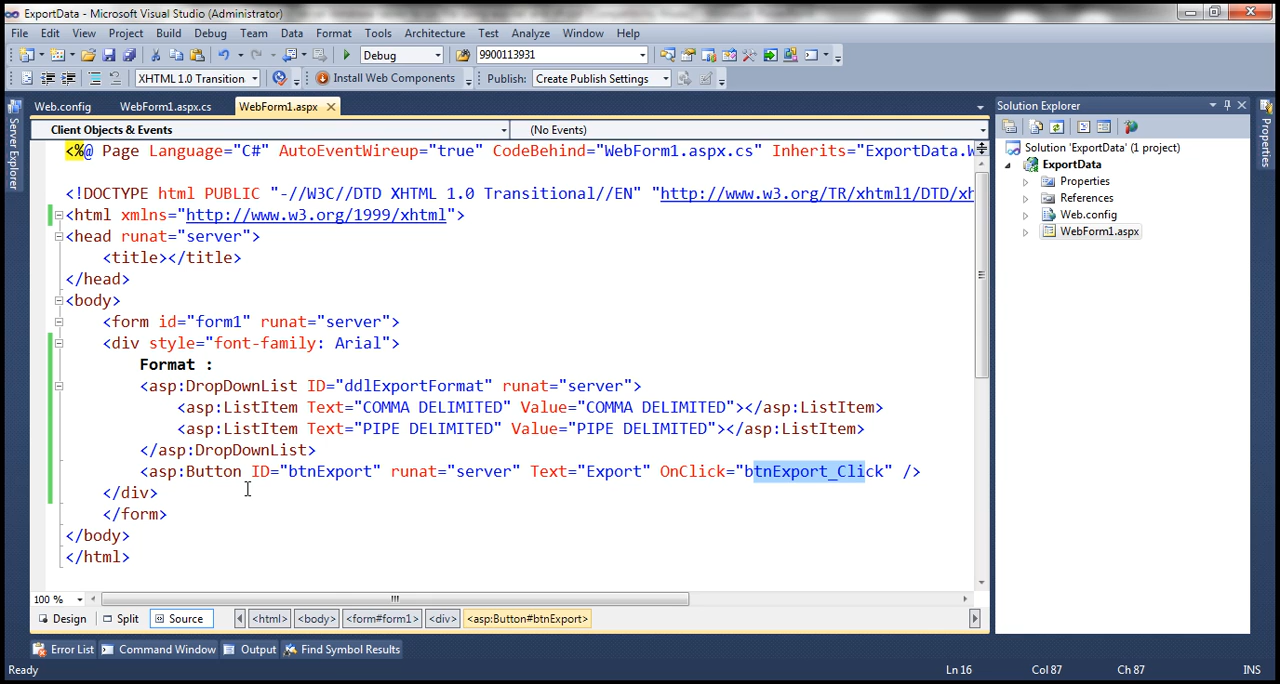 ExportData - Microsoft Visual Studio (Administrator)
File Edit View Project Build Debug Team Data Format Tools Architecture Test Analyze Window Help
Debug 9900113931
XHTML 1.0 Transition Install Web Components Publish: Create Publish Settings
Web.config WebForm1.aspx.cs WebForm1.aspx
Client Objects & Events (No Events)
<%@ Page Language="C#" AutoEventWireup="true" CodeBehind="WebForm1.aspx.cs" Inherits="ExportData.W
<!DOCTYPE html PUBLIC "-//W3C//DTD XHTML 1.0 Transitional//EN" "http://www.w3.org/TR/xhtml1/DTD/xh
<html xmlns="http://www.w3.org/1999/xhtml">
<head runat="server">
<title></title>
</head>
<body>
<form id="form1" runat="server">
<div style="font-family: Arial">
Format :
<asp:DropDownList ID="ddlExportFormat" runat="server">
<asp:ListItem Text="COMMA DELIMITED" Value="COMMA DELIMITED"></asp:ListItem>
<asp:ListItem Text="PIPE DELIMITED" Value="PIPE DELIMITED"></asp:ListItem>
</asp:DropDownList>
<asp:Button ID="btnExport" runat="server" Text="Export" OnClick="btnExport_Click" />
</div>
</form>
</body>
</html>
100 %
Design Split Source <html> <body> <form#form1> <div> <asp:Button#btnExport>
Error List Command Window Output Find Symbol Results
Ready Ln 16 Col 87 Ch 87 INS
Server Explorer
Solution Explorer
Solution 'ExportData' (1 project)
ExportData
Properties
References
Web.config
WebForm1.aspx
Properties